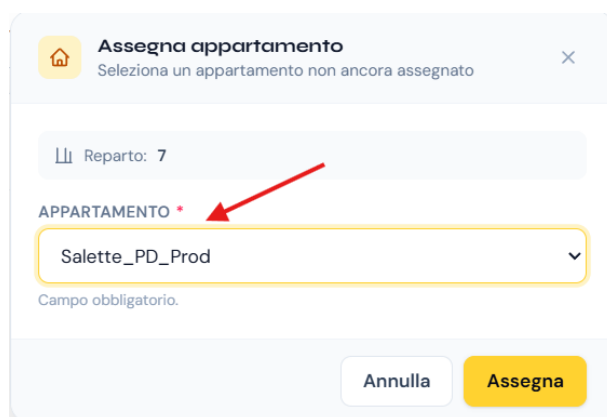 Assegna appartamento
Seleziona un appartamento non ancora assegnato
Reparto: 7
APPARTAMENTO *
Salette_PD_Prod
Campo obbligatorio.
Annulla
Assegna